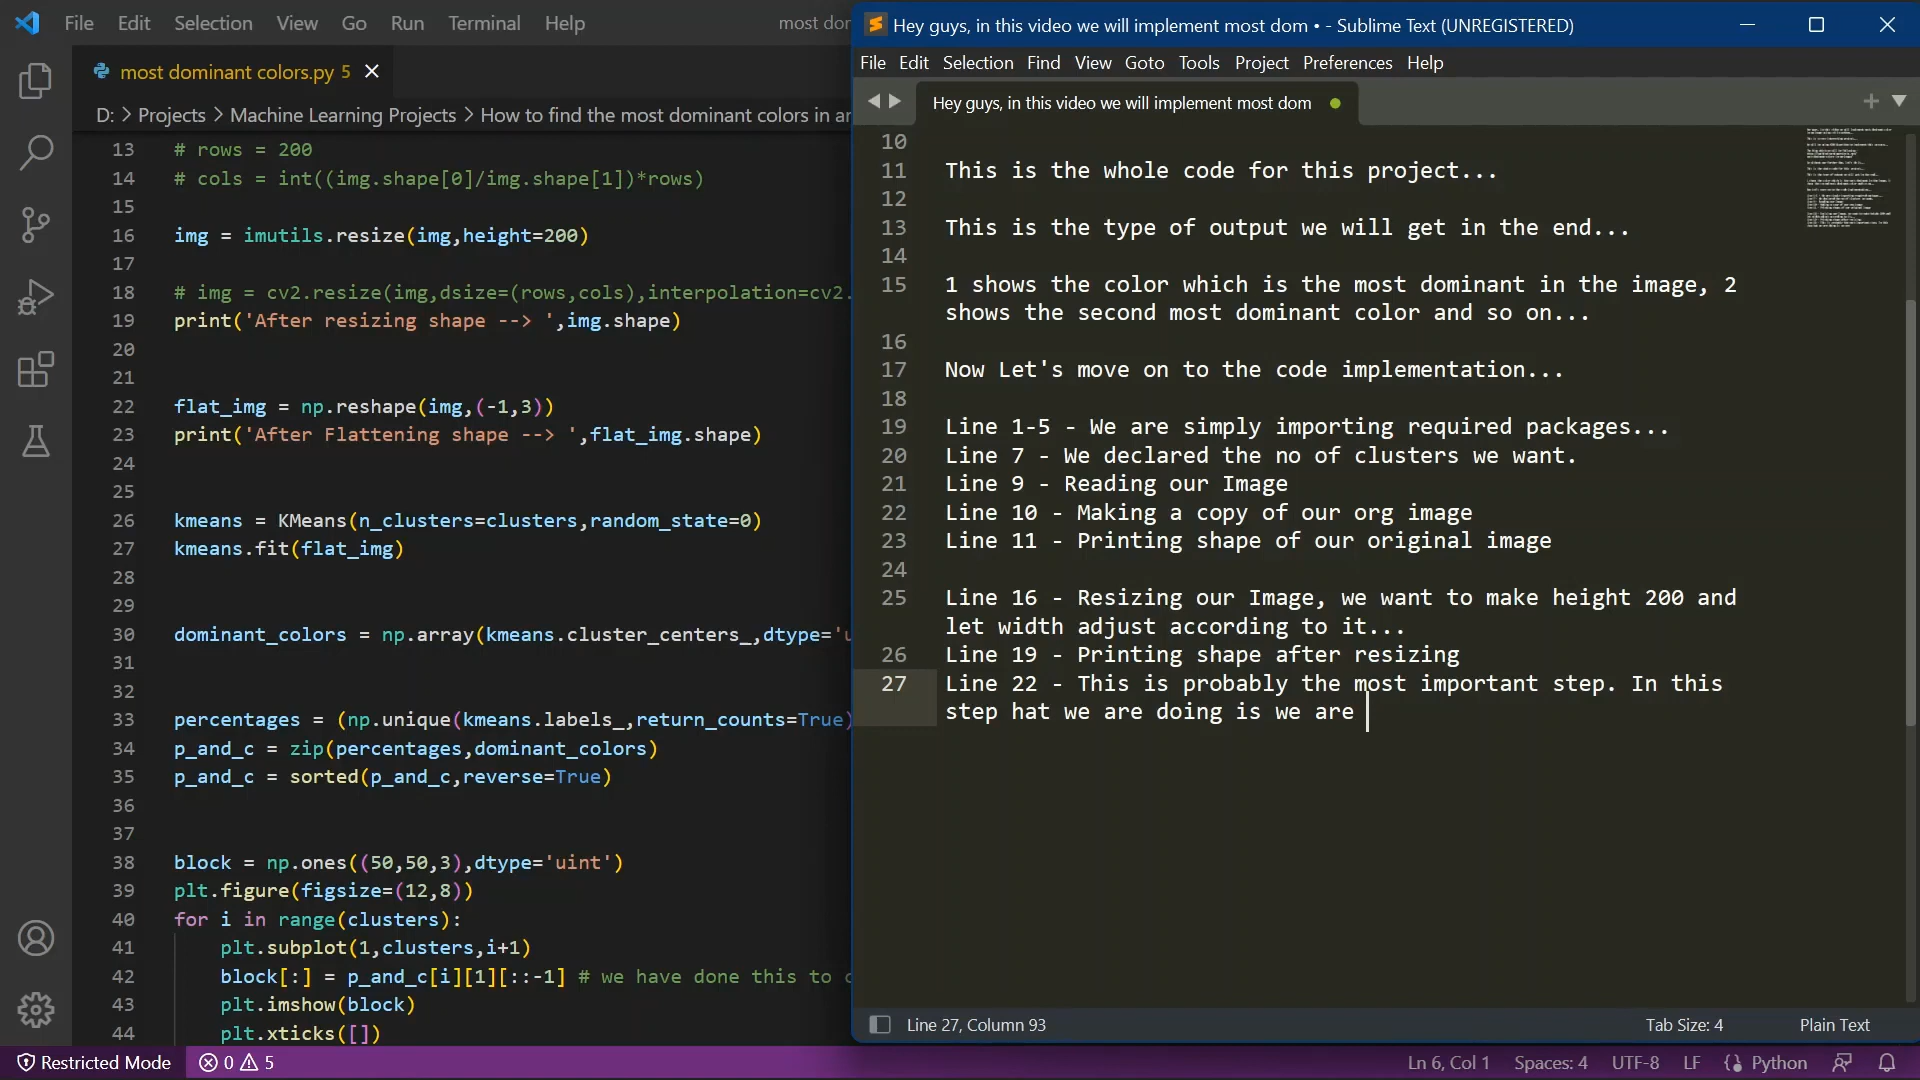 File Edit Selection View Go Run Terminal Help most dor
most dominant colors.py 5
D: > Projects > Machine Learning Projects > How to find the most dominant colors in ar
13 # rows = 200
14 # cols = int((img.shape[0]/img.shape[1])*rows)
15
16 img = imutils.resize(img,height=200)
17
18 # img = cv2.resize(img,dsize=(rows,cols),interpolation=cv2.
19 print('After resizing shape --> ',img.shape)
20
21
22 flat_img = np.reshape(img,(-1,3))
23 print('After Flattening shape --> ',flat_img.shape)
24
25
26 kmeans = KMeans(n_clusters=clusters,random_state=0)
27 kmeans.fit(flat_img)
28
29
30 dominant_colors = np.array(kmeans.cluster_centers_,dtype='u
31
32
33 percentages = (np.unique(kmeans.labels_,return_counts=True)
34 p_and_c = zip(percentages,dominant_colors)
35 p_and_c = sorted(p_and_c,reverse=True)
36
37
38 block = np.ones((50,50,3),dtype='uint')
39 plt.figure(figsize=(12,8))
40 for i in range(clusters):
41 plt.subplot(1,clusters,i+1)
42 block[:] = p_and_c[i][1][::-1] # we have done this to c
43 plt.imshow(block)
44 plt.xticks([])
Restricted Mode 0 5
Hey guys, in this video we will implement most dom • - Sublime Text (UNREGISTERED)
File Edit Selection Find View Goto Tools Project Preferences Help
Hey guys, in this video we will implement most dom
10
11 This is the whole code for this project...
12
13 This is the type of output we will get in the end...
14
15 1 shows the color which is the most dominant in the image, 2
shows the second most dominant color and so on...
16
17 Now Let's move on to the code implementation...
18
19 Line 1-5 - We are simply importing required packages...
20 Line 7 - We declared the no of clusters we want.
21 Line 9 - Reading our Image
22 Line 10 - Making a copy of our org image
23 Line 11 - Printing shape of our original image
24
25 Line 16 - Resizing our Image, we want to make height 200 and
let width adjust according to it...
26 Line 19 - Printing shape after resizing
27 Line 22 - This is probably the most important step. In this
step hat we are doing is we are
Line 27, Column 93 Tab Size: 4 Plain Text
Ln 6, Col 1 Spaces: 4 UTF-8 LF Python